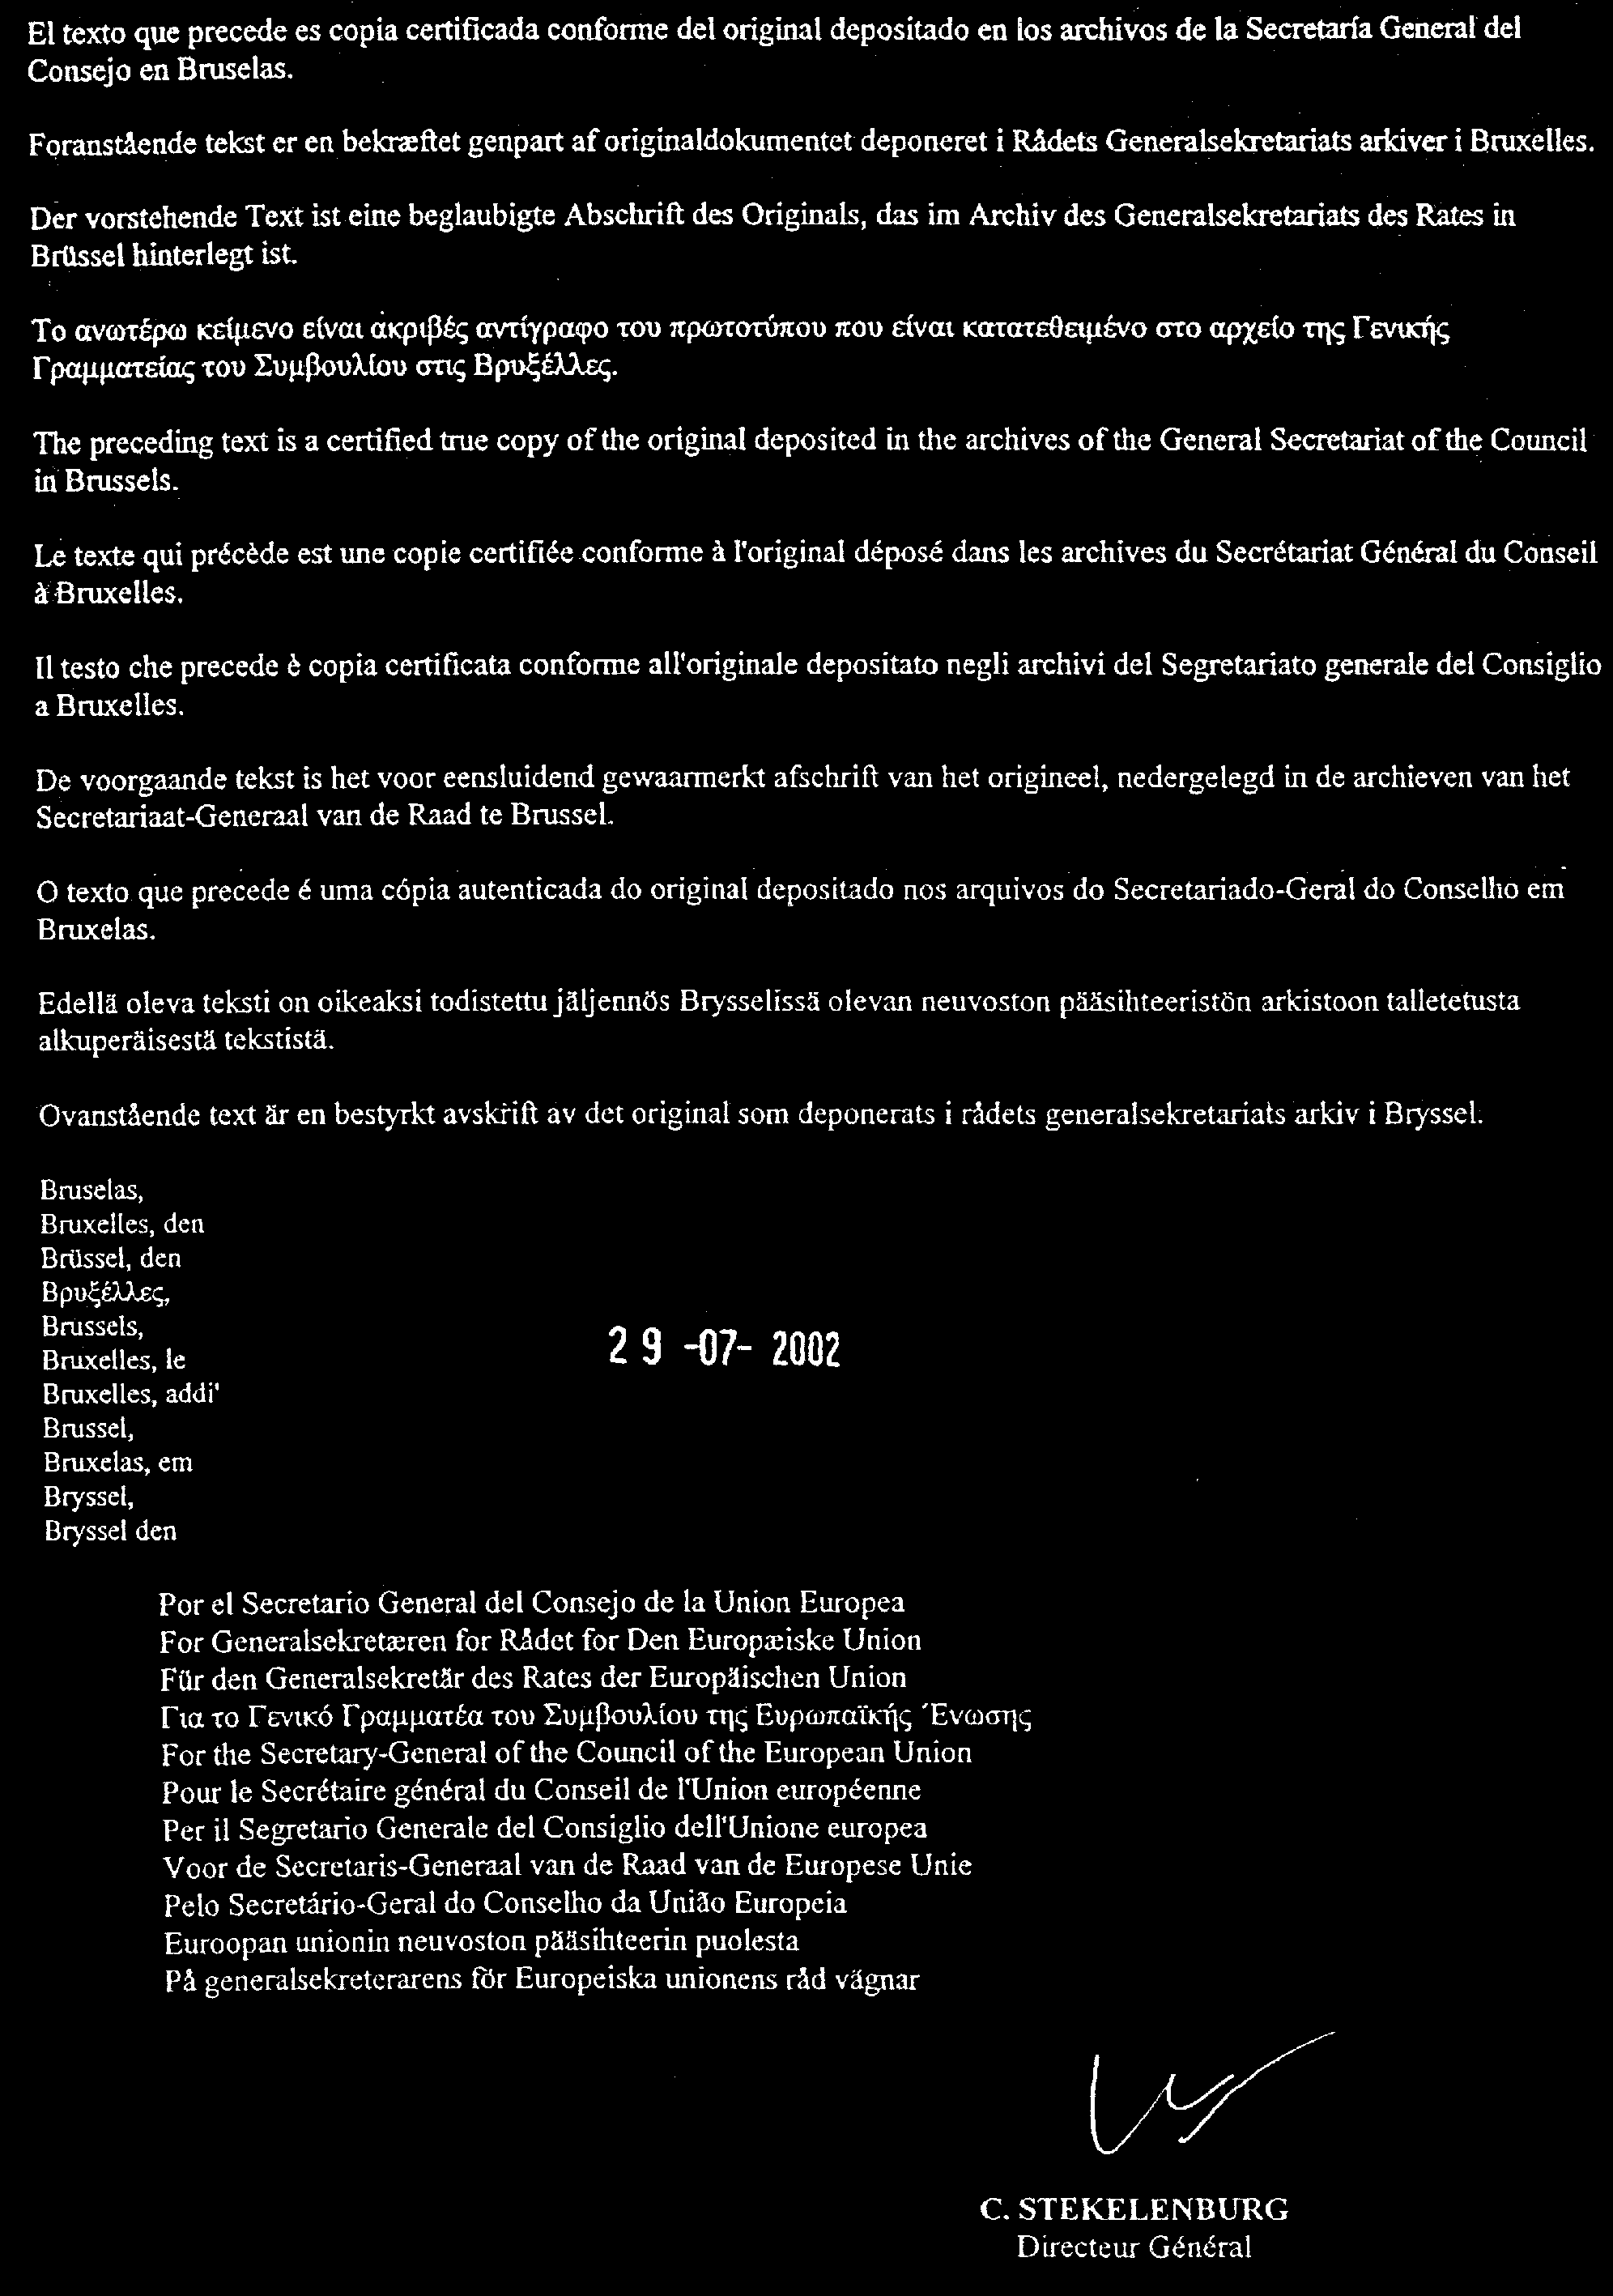 El texto que precede es copia certificada conforme del original depositado en los archivos de la Secretaría General del
Consejo en Bruselas.
Foranstående tekst er en bekræftet genpart af originaldokumentet deponeret i Rådets Generalsekretariats arkiver i Bruxelles.
Der vorstehende Text ist eine beglaubigte Abschrift des Originals, das im Archiv des Generalsekretariats des Rates in
Brüssel hinterlegt ist.
Το ανωτέρω κείμενο είναι ακριβές αντίγραφο του πρωτοτύπου που είναι κατατεθειμένο στο αρχείο της Γενικής
Γραμματείας του Συμβουλίου στις Βρυξέλλες.
The preceding text is a certified true copy of the original deposited in the archives of the General Secretariat of the Council
in Brussels.
Le texte qui précède est une copie certifiée conforme à l'original déposé dans les archives du Secrétariat Général du Conseil
à Bruxelles.
Il testo che precede è copia certificata conforme all'originale depositato negli archivi del Segretariato generale del Consiglio
a Bruxelles.
De voorgaande tekst is het voor eensluidend gewaarmerkt afschrift van het origineel, nedergelegd in de archieven van het
Secretariaat-Generaal van de Raad te Brussel.
O texto que precede é uma cópia autenticada do original depositado nos arquivos do Secretariado-Geral do Conselho em
Bruxelas.
Edellä oleva teksti on oikeaksi todistettu jäljennös Brysselissä olevan neuvoston pääsihteeristön arkistoon talletetusta
alkuperäisestä tekstistä.
Ovanstående text är en bestyrkt avskrift av det original som deponerats i rådets generalsekretariats arkiv i Bryssel.
Bruselas,
Bruxelles, den
Brüssel, den
Βρυξέλλες,
Brussels,
Bruxelles, le
Bruxelles, addi'
Brussel,
Bruxelas, em
Bryssel,
Bryssel den
29 -07- 2002
Por el Secretario General del Consejo de la Union Europea
For Generalsekretæren for Rådet for Den Europæiske Union
Für den Generalsekretär des Rates der Europäischen Union
Για το Γενικό Γραμματέα του Συμβουλίου της Ευρωπαϊκής Ένωσης
For the Secretary-General of the Council of the European Union
Pour le Secrétaire général du Conseil de l'Union européenne
Per il Segretario Generale del Consiglio dell'Unione europea
Voor de Secretaris-Generaal van de Raad van de Europese Unie
Pelo Secretário-Geral do Conselho da União Europeia
Euroopan unionin neuvoston pääsihteerin puolesta
På generalsekreterarens för Europeiska unionens råd vägnar
C. STEKELENBURG
Directeur Général